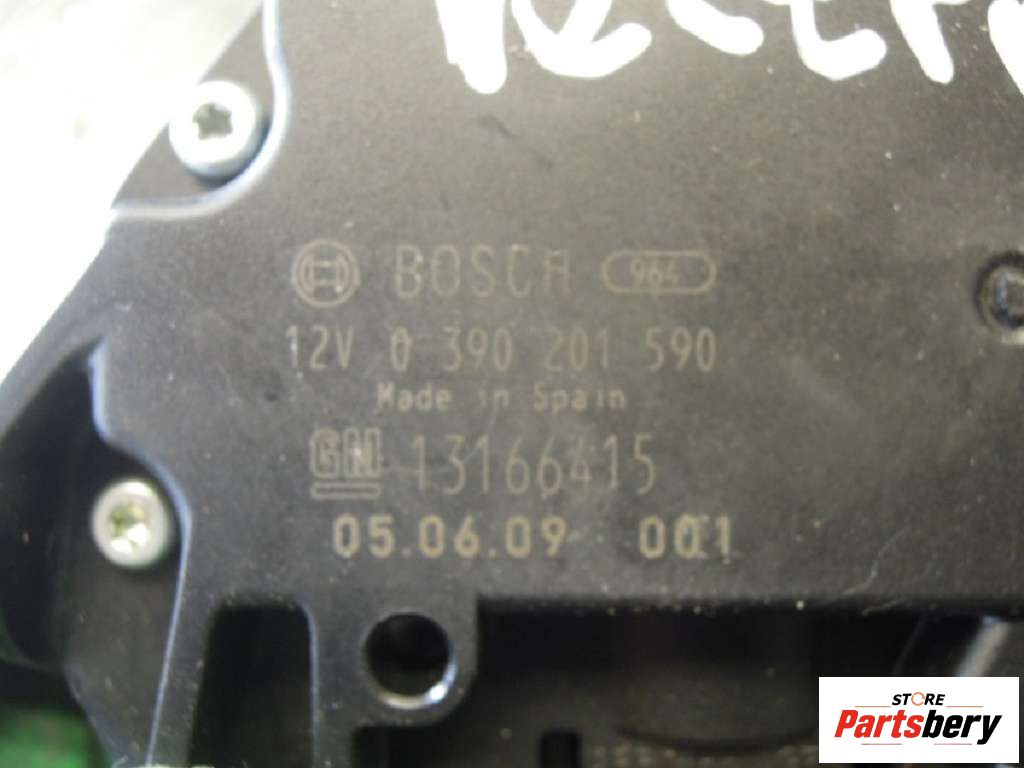 BOSCH 964
12V 0 390 201 590
Made in Spain
GM 13166415
05.06.09 001
STORE
Partsbery